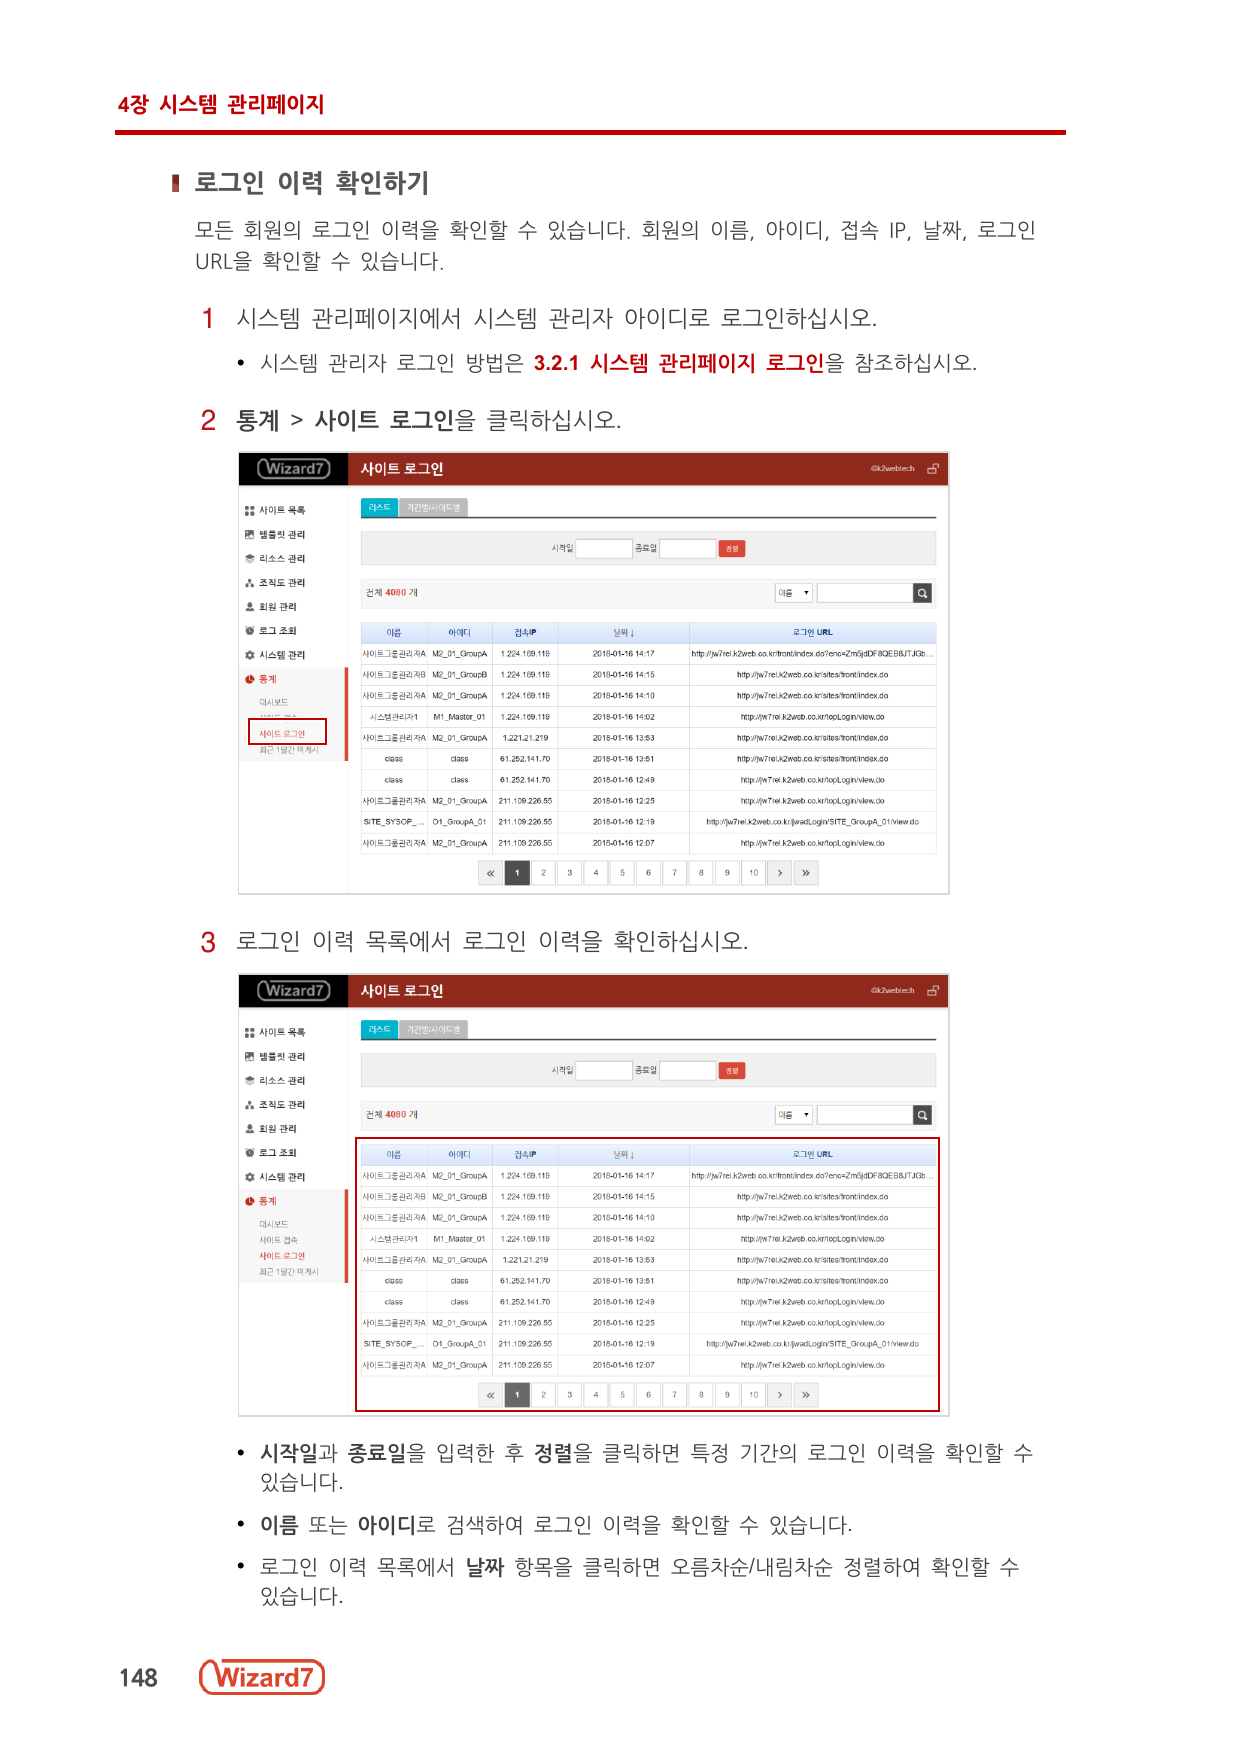 4장 시스템 관리페이지
로그인 이력 확인하기
모든 회원의 로그인 이력을 확인할 수 있습니다. 회원의 이름, 아이디, 접속 IP, 날짜, 로그인
URL을 확인할 수 있습니다.
1 시스템 관리페이지에서 시스템 관리자 아이디로 로그인하십시오.
• 시스템 관리자 로그인 방법은 3.2.1 시스템 관리페이지 로그인을 참조하십시오.
2 통계 > 사이트 로그인을 클릭하십시오.
Wizard7 사이트 로그인 @k2webtech
사이트 목록 리스트 기간별/사이트별
템플릿 관리
시작일 종료일 정렬
리소스 관리
조직도 관리
전체 4080 개 이름
회원 관리
로그 조회
이름 아이디 접속IP 날짜↓ 로그인 URL
시스템 관리
사이트그룹관리자A M2_01_GroupA 1.224.169.119 2018-01-16 14:17 http://jw7rel.k2web.co.kr/front/index.do?enc=Zm5jdDF8QEB8JTJGb...
통계
사이트그룹관리자B M2_01_GroupB 1.224.169.119 2018-01-16 14:15 http://jw7rel.k2web.co.kr/sites/front/index.do
대시보드
사이트그룹관리자A M2_01_GroupA 1.224.169.119 2018-01-16 14:10 http://jw7rel.k2web.co.kr/sites/front/index.do
시스템관리자1 M1_Master_01 1.224.169.119 2018-01-16 14:02 http://jw7rel.k2web.co.kr/topLogin/view.do
사이트 로그인
사이트그룹관리자A M2_01_GroupA 1.221.21.219 2018-01-16 13:53 http://jw7rel.k2web.co.kr/sites/front/index.do
최근 1달간 미게시
class class 61.252.141.70 2018-01-16 13:51 http://jw7rel.k2web.co.kr/sites/front/index.do
class class 61.252.141.70 2018-01-16 12:49 http://jw7rel.k2web.co.kr/topLogin/view.do
사이트그룹관리자A M2_01_GroupA 211.109.226.55 2018-01-16 12:25 http://jw7rel.k2web.co.kr/topLogin/view.do
SITE_SYSOP_... O1_GroupA_01 211.109.226.55 2018-01-16 12:19 http://jw7rel.k2web.co.kr/jwadLogin/SITE_GroupA_01/view.do
사이트그룹관리자A M2_01_GroupA 211.109.226.55 2018-01-16 12:07 http://jw7rel.k2web.co.kr/topLogin/view.do
« 1 2 3 4 5 6 7 8 9 10 > »
3 로그인 이력 목록에서 로그인 이력을 확인하십시오.
Wizard7 사이트 로그인 @k2webtech
사이트 목록 리스트 기간별/사이트별
템플릿 관리
시작일 종료일 정렬
리소스 관리
조직도 관리
전체 4080 개 이름
회원 관리
로그 조회
이름 아이디 접속IP 날짜↓ 로그인 URL
시스템 관리
사이트그룹관리자A M2_01_GroupA 1.224.169.119 2018-01-16 14:17 http://jw7rel.k2web.co.kr/front/index.do?enc=Zm5jdDF8QEB8JTJGb...
통계
사이트그룹관리자B M2_01_GroupB 1.224.169.119 2018-01-16 14:15 http://jw7rel.k2web.co.kr/sites/front/index.do
대시보드
사이트그룹관리자A M2_01_GroupA 1.224.169.119 2018-01-16 14:10 http://jw7rel.k2web.co.kr/sites/front/index.do
사이트 접속
시스템관리자1 M1_Master_01 1.224.169.119 2018-01-16 14:02 http://jw7rel.k2web.co.kr/topLogin/view.do
사이트 로그인
사이트그룹관리자A M2_01_GroupA 1.221.21.219 2018-01-16 13:53 http://jw7rel.k2web.co.kr/sites/front/index.do
최근 1달간 미게시
class class 61.252.141.70 2018-01-16 13:51 http://jw7rel.k2web.co.kr/sites/front/index.do
class class 61.252.141.70 2018-01-16 12:49 http://jw7rel.k2web.co.kr/topLogin/view.do
사이트그룹관리자A M2_01_GroupA 211.109.226.55 2018-01-16 12:25 http://jw7rel.k2web.co.kr/topLogin/view.do
SITE_SYSOP_... O1_GroupA_01 211.109.226.55 2018-01-16 12:19 http://jw7rel.k2web.co.kr/jwadLogin/SITE_GroupA_01/view.do
사이트그룹관리자A M2_01_GroupA 211.109.226.55 2018-01-16 12:07 http://jw7rel.k2web.co.kr/topLogin/view.do
« 1 2 3 4 5 6 7 8 9 10 > »
• 시작일과 종료일을 입력한 후 정렬을 클릭하면 특정 기간의 로그인 이력을 확인할 수
있습니다.
• 이름 또는 아이디로 검색하여 로그인 이력을 확인할 수 있습니다.
• 로그인 이력 목록에서 날짜 항목을 클릭하면 오름차순/내림차순 정렬하여 확인할 수
있습니다.
148 Wizard7